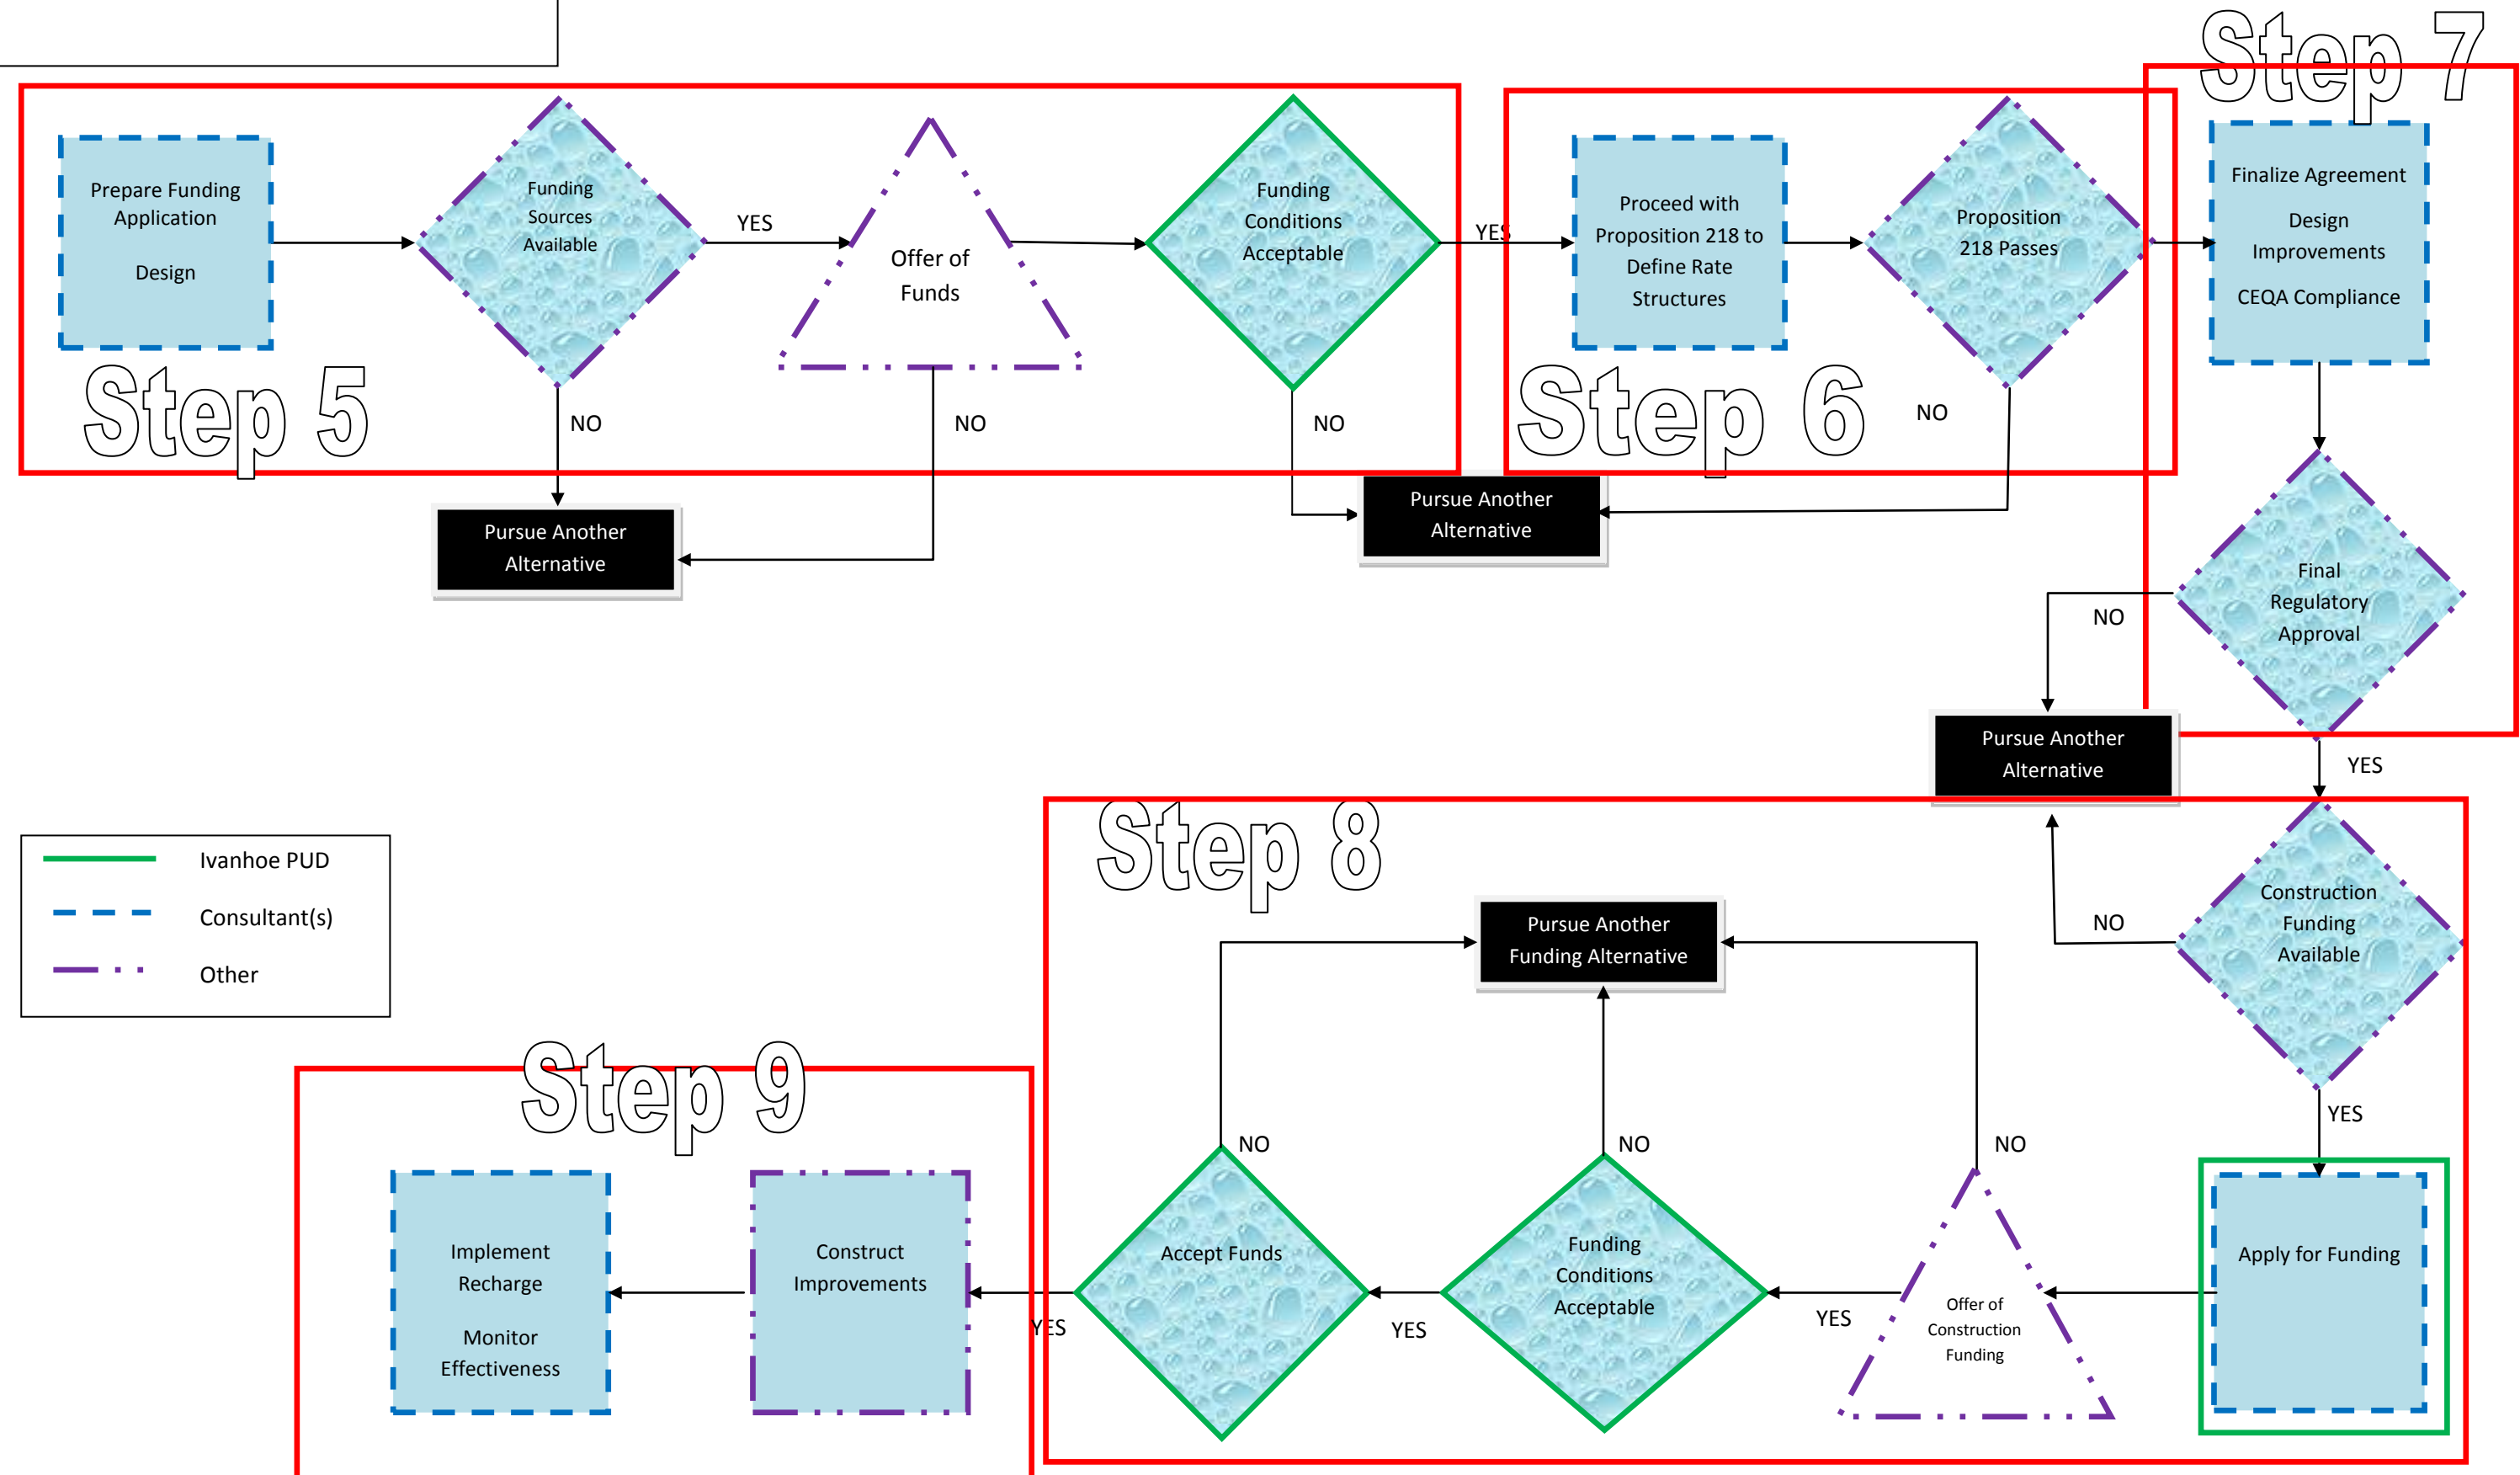 Step 7
Prepare Funding
Application
Design
Funding
Sources
Available
YES
Offer of
Funds
Funding
Conditions
Acceptable
YES
Proceed with
Proposition 218 to
Define Rate
Structures
Proposition
218 Passes
Finalize Agreement
Design
Improvements
CEQA Compliance
Step 5
NO
NO
NO
Step 6
NO
Pursue Another
Alternative
Pursue Another
Alternative
Final
Regulatory
Approval
NO
Pursue Another
Alternative
YES
Ivanhoe PUD
Consultant(s)
Other
Step 8
Construction
Funding
Available
NO
Pursue Another
Funding Alternative
YES
Step 9
NO
NO
NO
Apply for Funding
Offer of
Construction
Funding
YES
Funding
Conditions
Acceptable
YES
Accept Funds
YES
Construct
Improvements
Implement
Recharge
Monitor
Effectiveness